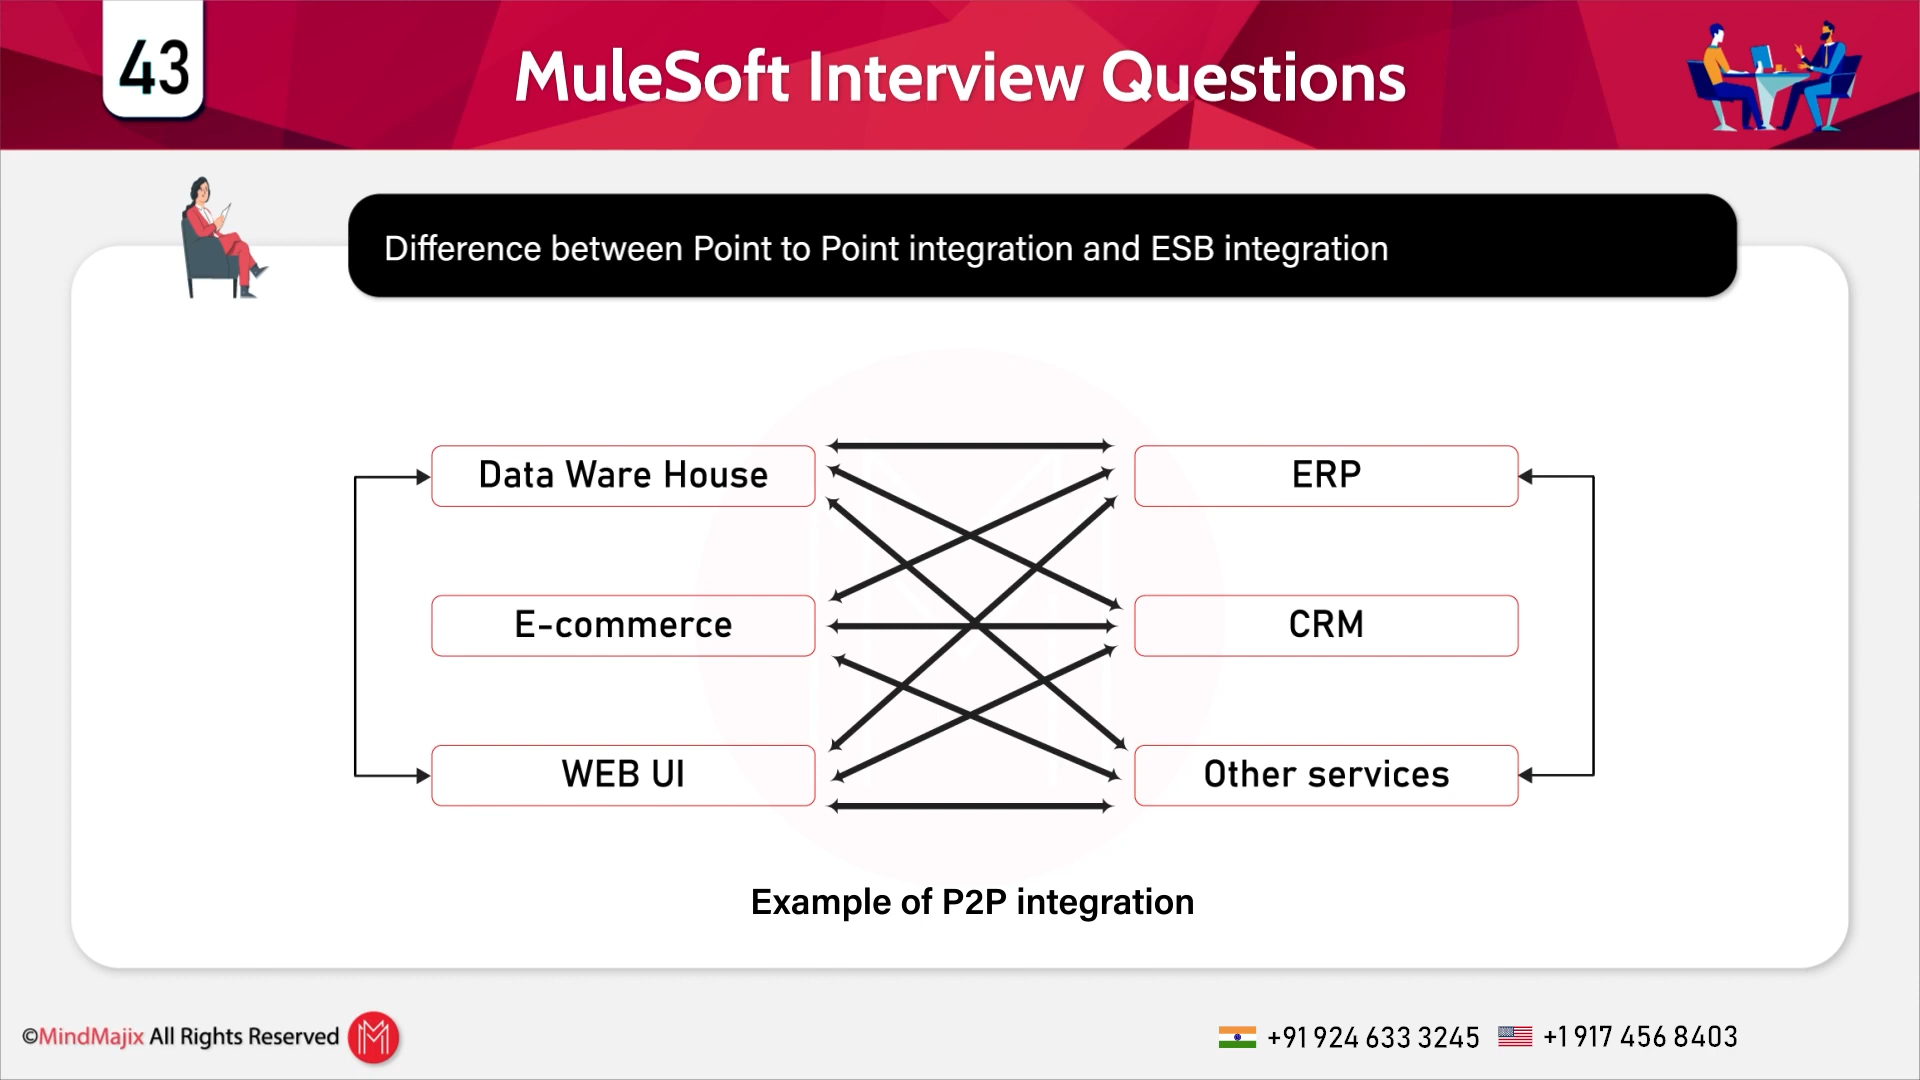 43
MuleSoft Interview Questions
Difference between Point to Point integration and ESB integration
Data Ware House
ERP
E-commerce
CRM
WEB UI
Other services
Example of P2P integration
©MindMajix All Rights Reserved
+91 924 633 3245
+1 917 456 8403